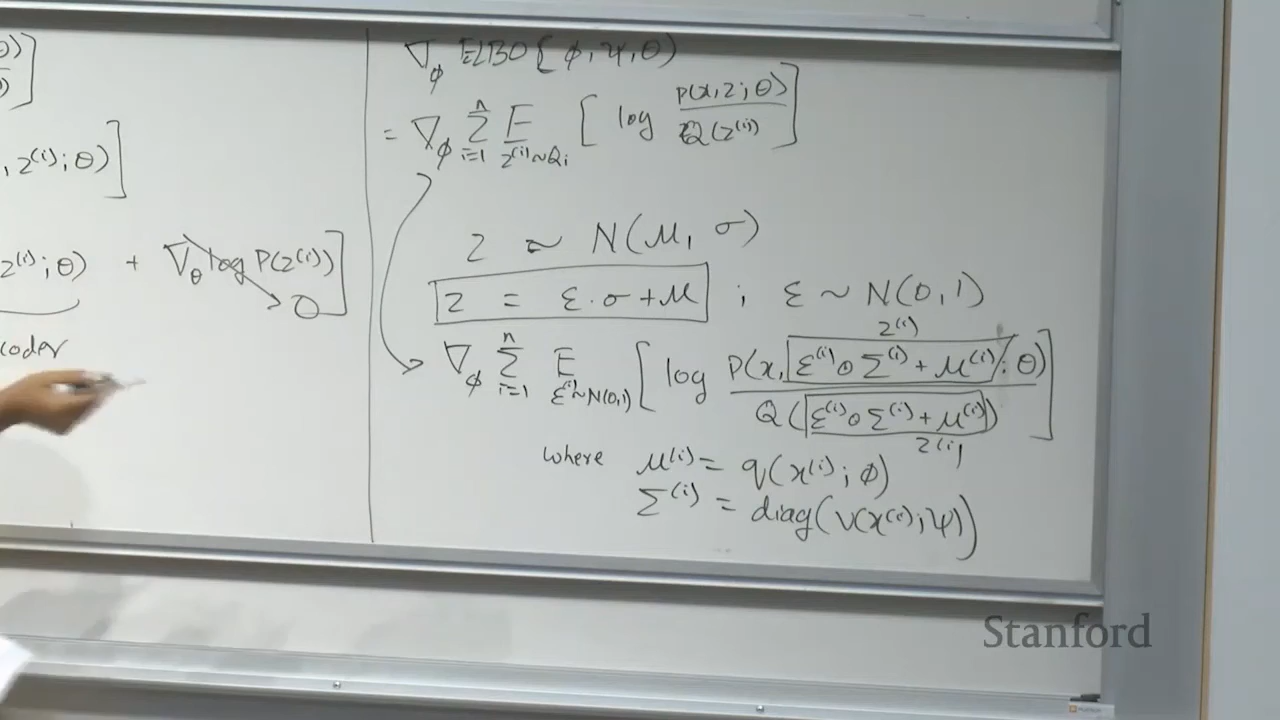 θ)
θ)]
, z⁽ⁱ⁾; θ)]
z⁽ⁱ⁾; θ) + ∇_θ log P(z⁽ⁱ⁾)]
0
coder
∇_ϕ ELBO{ϕ, ψ, θ)
= ∇_ϕ Σ_{i=1}^n E_{z⁽ⁱ⁾∼Q_i} [log P(x, z; θ) / Q(z⁽ⁱ⁾)]
z ∼ N(μ, σ)
z = ε · σ + μ ; ε ∼ N(0, 1)
z⁽ⁱ⁾
∇_ϕ Σ_{i=1}^n E_{ε⁽ⁱ⁾∼N(0,1)} [log P(x, ε⁽ⁱ⁾ ∘ Σ⁽ⁱ⁾ + μ⁽ⁱ⁾; θ) / Q(ε⁽ⁱ⁾ ∘ Σ⁽ⁱ⁾ + μ⁽ⁱ⁾)]
z⁽ⁱ⁾
where μ⁽ⁱ⁾ = q(x⁽ⁱ⁾; ϕ)
Σ⁽ⁱ⁾ = diag(v(x⁽ⁱ⁾; ψ))
Stanford